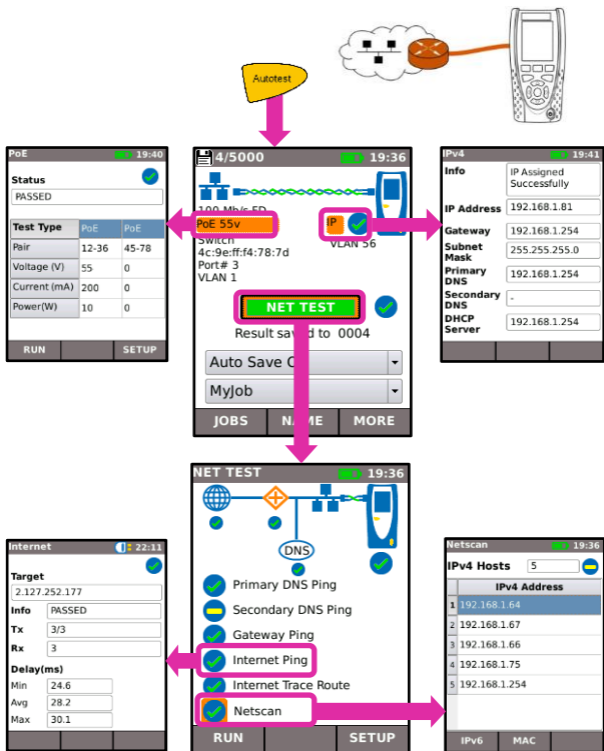 Autotest
PoE 19:40
Status
PASSED
Test Type PoE PoE
Pair 12-36 45-78
Voltage (V) 55 0
Current (mA) 200 0
Power(W) 10 0
RUN SETUP
4/5000 19:36
100 Mb/s FD
PoE 55v IP
Switch VLAN 56
4c:9e:ff:f4:78:7d
Port# 3
VLAN 1
NET TEST
Result to 0004
Auto Save
MyJob
JOBS MORE
IPv4 19:41
Info IP Assigned
Successfully
IP Address 192.168.1.81
Gateway 192.168.1.254
Subnet
Mask 255.255.255.0
Primary
DNS 192.168.1.254
Secondary
DNS -
DHCP
Server 192.168.1.254
NET TEST 19:36
DNS
Primary DNS Ping
Secondary DNS Ping
Gateway Ping
Internet Ping
Internet Trace Route
Netscan
RUN SETUP
Internet 22:11
Target
2.127.252.177
Info PASSED
Tx 3/3
Rx 3
Delay(ms)
Min 24.6
Avg 28.2
Max 30.1
Netscan 19:36
IPv4 Hosts 5
IPv4 Address
1 192.168.1.64
2 192.168.1.67
3 192.168.1.66
4 192.168.1.75
5 192.168.1.254
IPv6 MAC